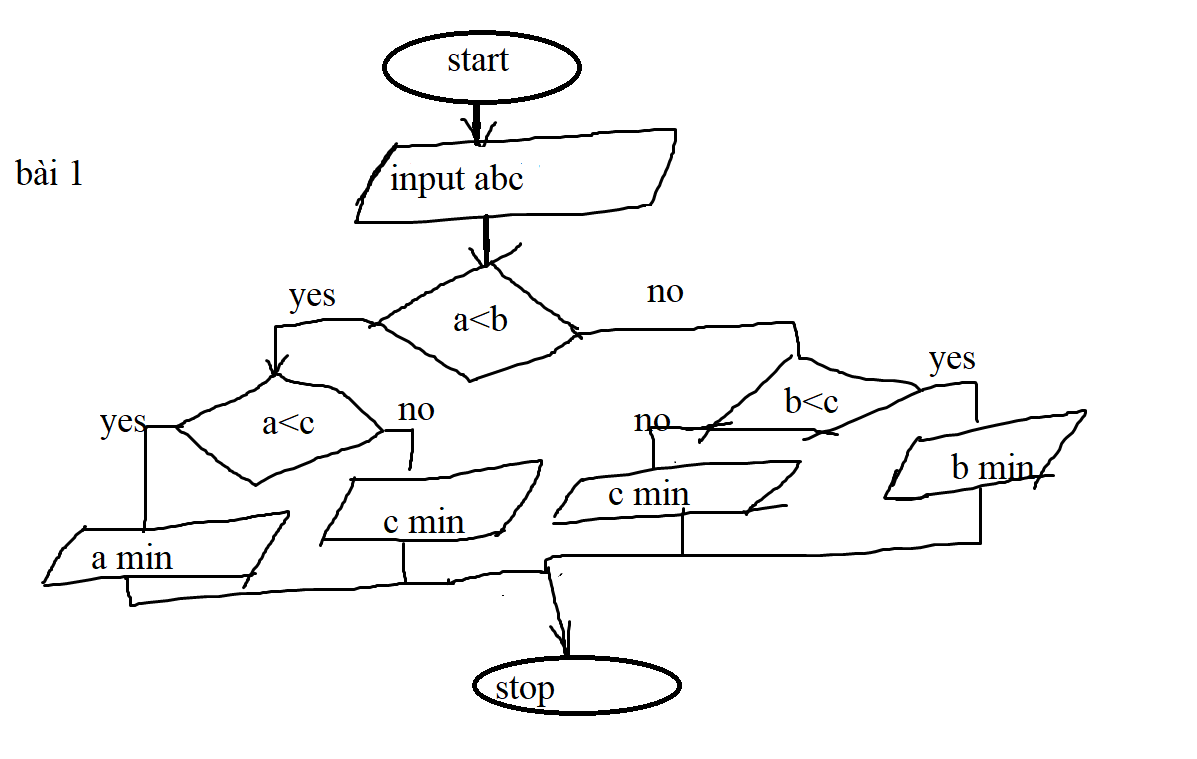 start
bài 1
input abc
yes
no
a<b
yes
yes
a<c
no
no
b<c
a min
c min
c min
b min
stop